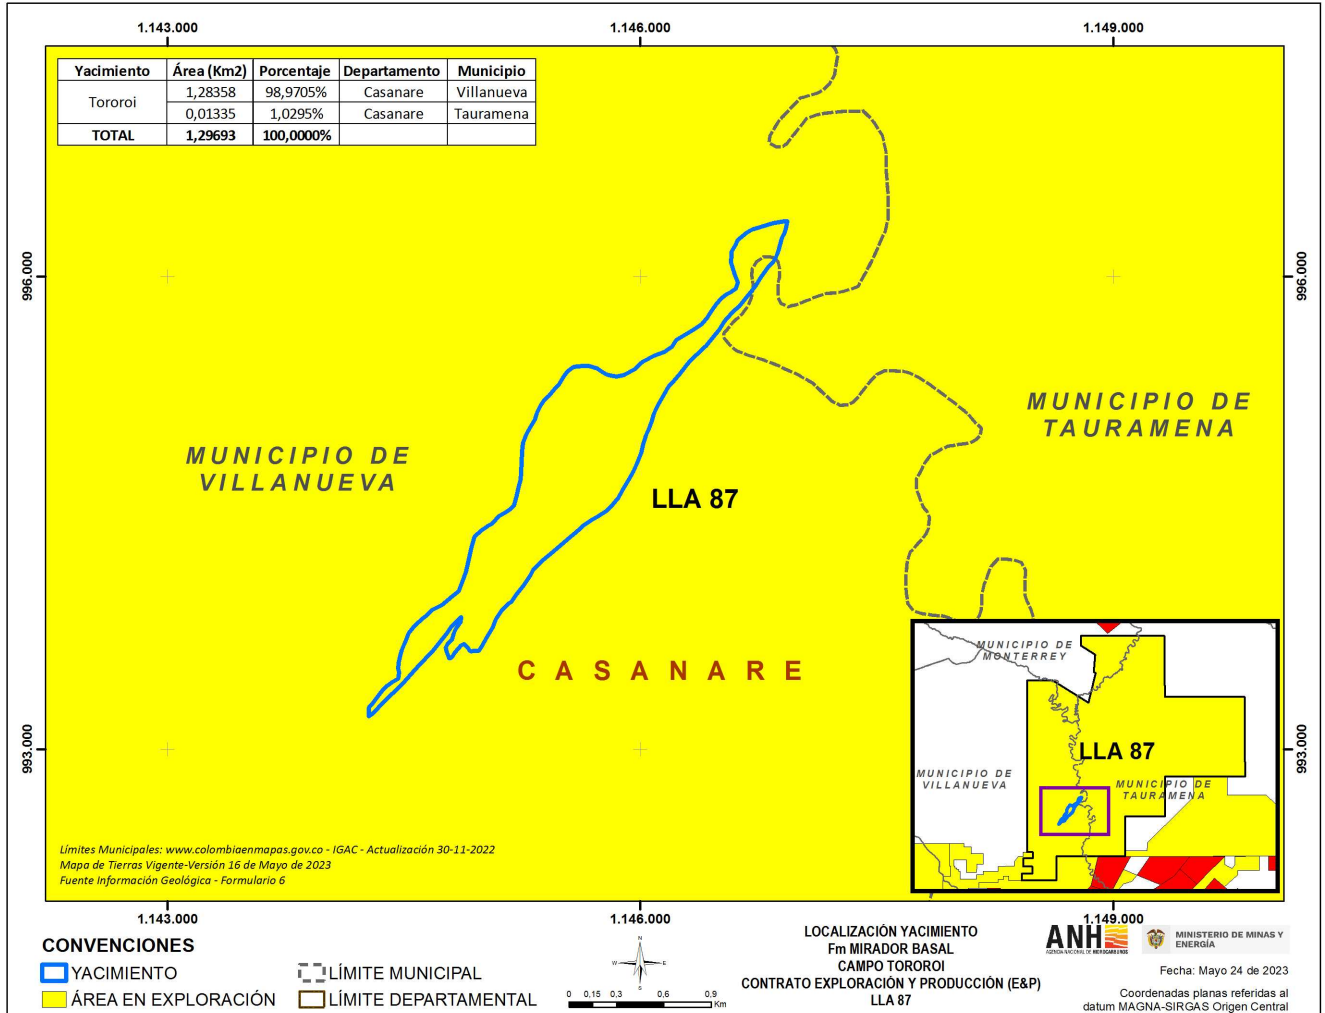 1.143.000 1.146.000 1.149.000
Yacimiento Área (Km2) Porcentaje Departamento Municipio
Tororoi 1,28358 98,9705% Casanare Villanueva
0,01335 1,0295% Casanare Tauramena
TOTAL 1,29693 100,0000%
996.000 996.000
MUNICIPIO DE
TAURAMENA
MUNICIPIO DE
VILLANUEVA
LLA 87
CASANARE
993.000 993.000
MUNICIPIO DE
MONTERREY
LLA 87
MUNICIPIO DE
VILLANUEVA
MUNICIPIO DE
TAURAMENA
Límites Municipales: www.colombiaenmapas.gov.co - IGAC - Actualización 30-11-2022
Mapa de Tierras Vigente-Versión 16 de Mayo de 2023
Fuente Información Geológica - Formulario 6
1.143.000 1.146.000 1.149.000
CONVENCIONES
YACIMIENTO
LÍMITE MUNICIPAL
ÁREA EN EXPLORACIÓN
LÍMITE DEPARTAMENTAL
N
W E
S
0 0,15 0,3 0,6 0,9
Km
LOCALIZACIÓN YACIMIENTO
Fm MIRADOR BASAL
CAMPO TOROROI
CONTRATO EXPLORACIÓN Y PRODUCCIÓN (E&P)
LLA 87
ANH
AGENCIA NACIONAL DE HIDROCARBUROS
MINISTERIO DE MINAS Y
ENERGÍA
Fecha: Mayo 24 de 2023
Coordenadas planas referidas al
datum MAGNA-SIRGAS Origen Central